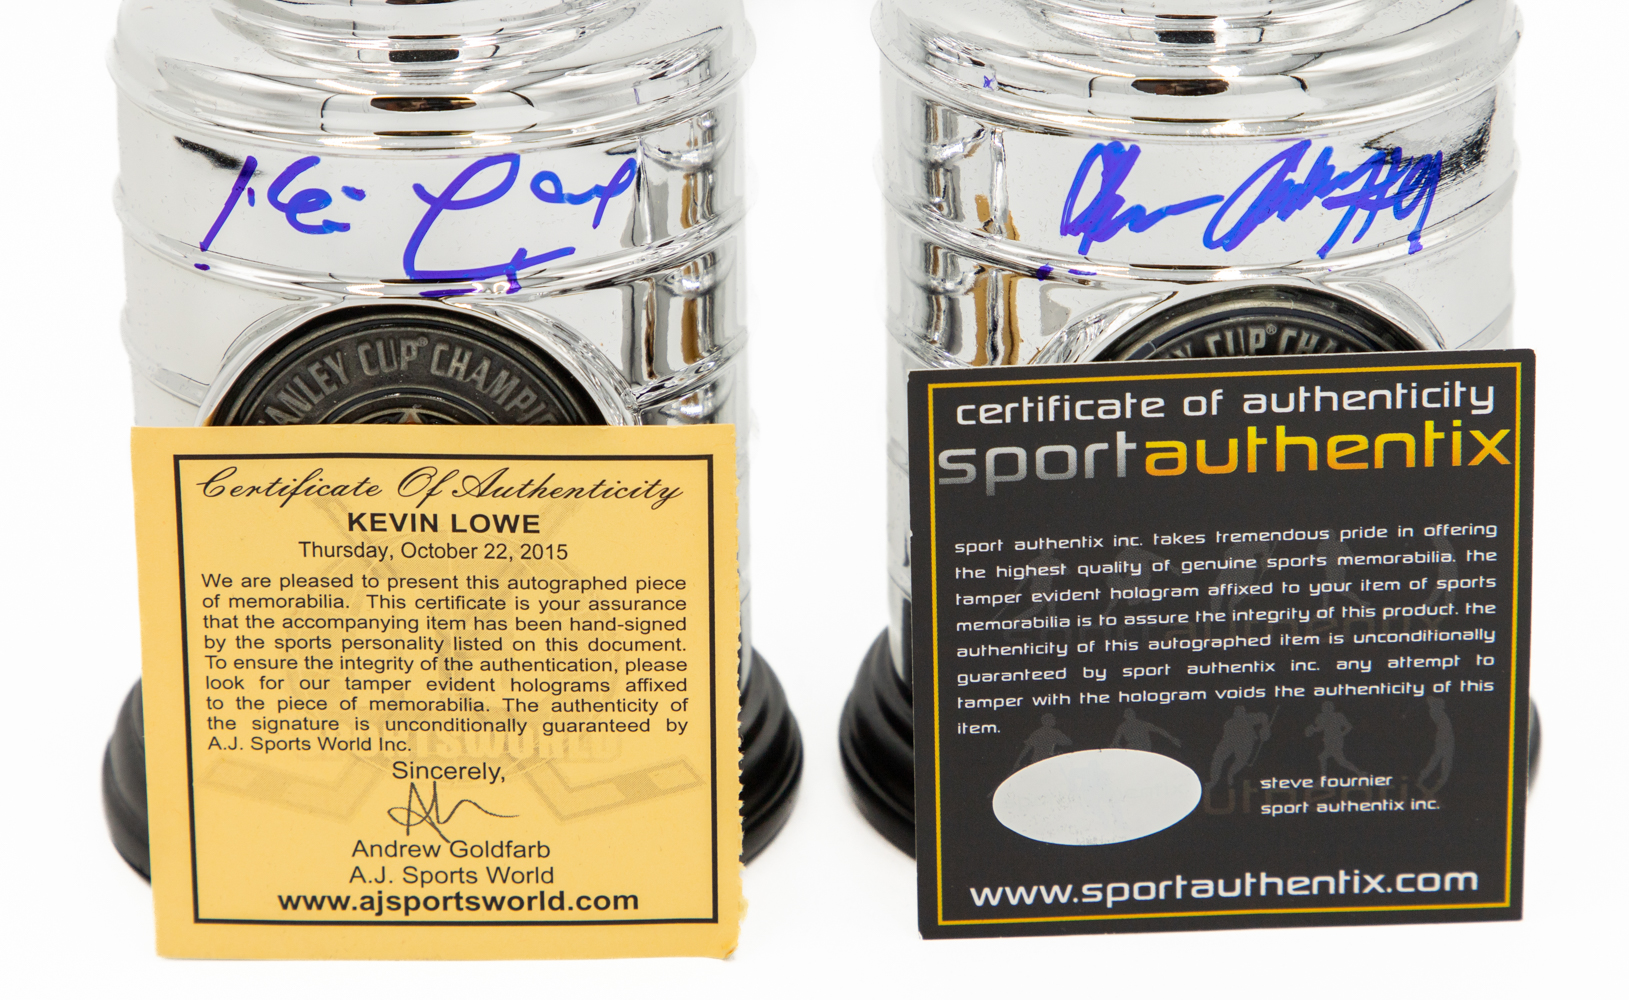 Kevin Lowe
STANLEY CUP® CHAMPIO
Certificate Of Authenticity
KEVIN LOWE
Thursday, October 22, 2015
We are pleased to present this autographed piece
of memorabilia. This certificate is your assurance
that the accompanying item has been hand-signed
by the sports personality listed on this document.
To ensure the integrity of the authentication, please
look for our tamper evident holograms affixed
to the piece of memorabilia. The authenticity of
the signature is unconditionally guaranteed by
A.J. Sports World Inc.
Sincerely,
Andrew Goldfarb
A.J. Sports World
www.ajsportsworld.com
#9
Y CUP® CHA
certificate of authenticity
sportauthentix
sport authentix inc. takes tremendous pride in offering
the highest quality of genuine sports memorabilia. the
tamper evident hologram affixed to your item of sports
memorabilia is to assure the integrity of this product. the
authenticity of this autographed item is unconditionally
guaranteed by sport authentix inc. any attempt to
tamper with the hologram voids the authenticity of this
item.
steve fournier
sport authentix inc.
www.sportauthentix.com